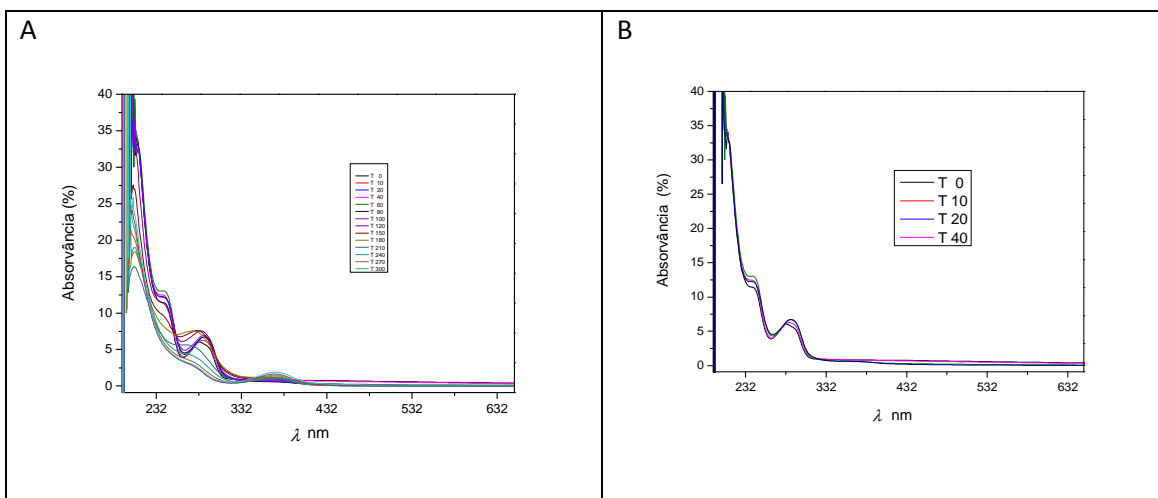 A
Absorvância (%)
40
35
30
25
20
15
10
5
0
T 0
T 10
T 20
T 40
T 60
T 80
T 100
T 120
T 150
T 180
T 210
T 240
T 270
T 300
232
332
432
532
632
λ nm
B
Absorvância (%)
40
35
30
25
20
15
10
5
0
T 0
T 10
T 20
T 40
232
332
432
532
632
λ nm